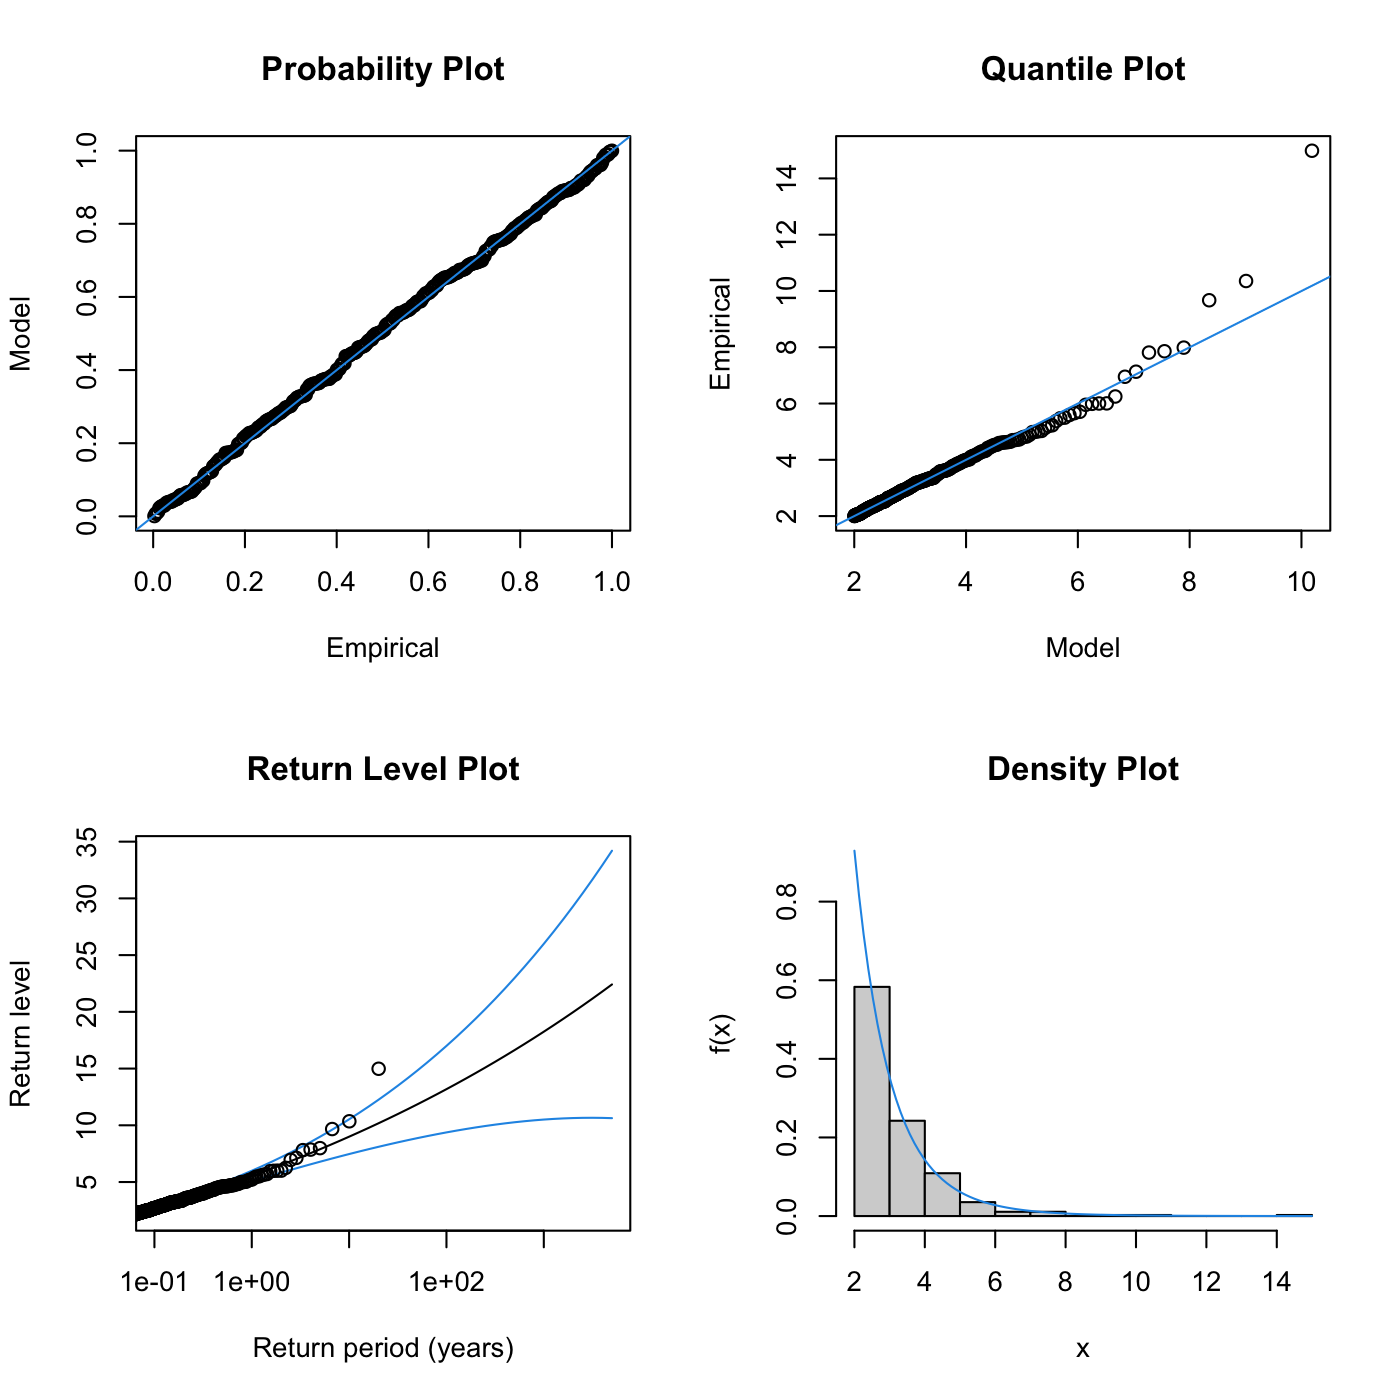 Probability Plot
Model
0.0 0.2 0.4 0.6 0.8 1.0
0.0 0.2 0.4 0.6 0.8 1.0
Empirical
Quantile Plot
Empirical
2 4 6 8 10 12 14
2 4 6 8 10
Model
Return Level Plot
Return level
5 10 15 20 25 30 35
1e-01 1e+00 1e+02
Return period (years)
Density Plot
f(x)
0.0 0.2 0.4 0.6 0.8
2 4 6 8 10 12 14
x